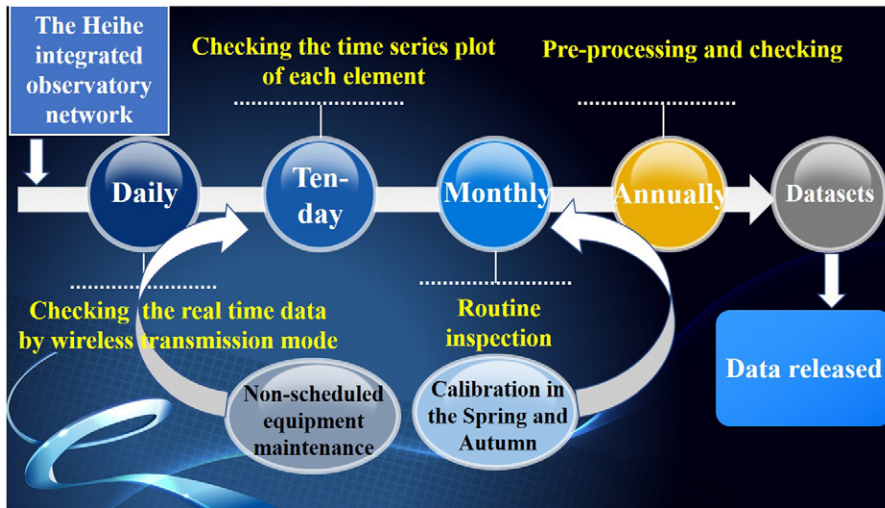 The Heihe
integrated
observatory
network
Checking the time series plot
of each element
Pre-processing and checking
Daily
Ten-
day
Monthly
Annually
Datasets
Checking the real time data
by wireless transmission mode
Routine
inspection
Non-scheduled
equipment
maintenance
Calibration in
the Spring and
Autumn
Data released